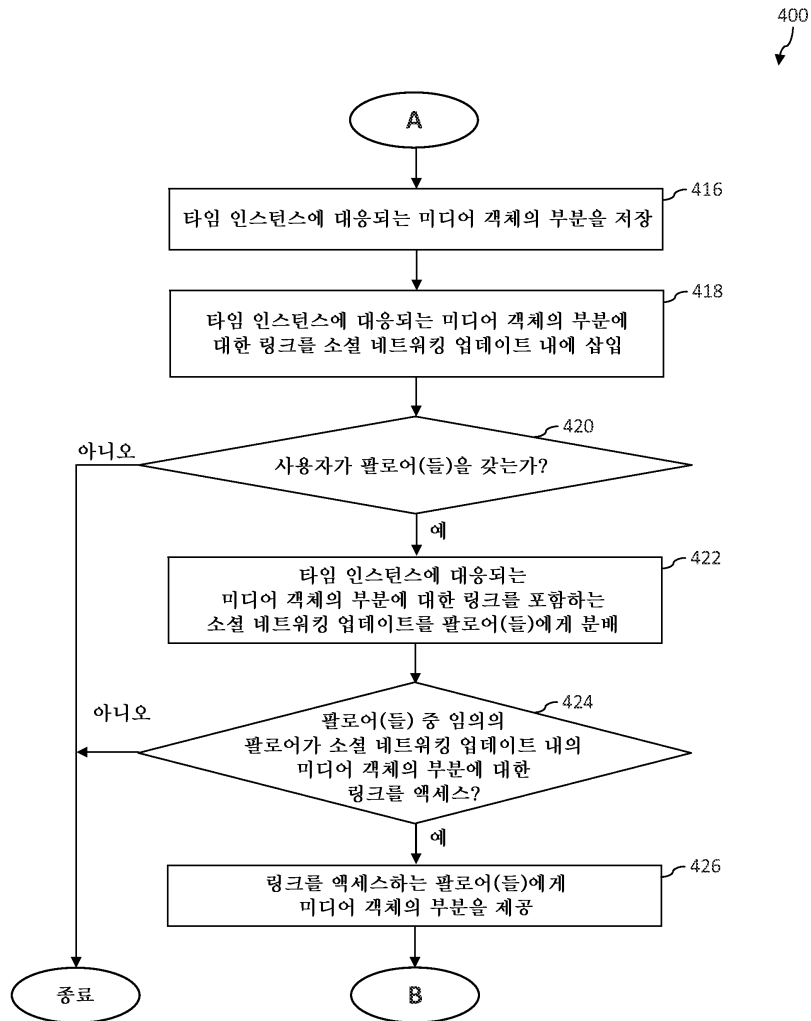 400
A
416
타임 인스턴스에 대응되는 미디어 객체의 부분을 저장
418
타임 인스턴스에 대응되는 미디어 객체의 부분에
대한 링크를 소셜 네트워킹 업데이트 내에 삽입
420
아니오
사용자가 팔로어(들)을 갖는가?
예
422
타임 인스턴스에 대응되는
미디어 객체의 부분에 대한 링크를 포함하는
소셜 네트워킹 업데이트를 팔로어(들)에게 분배
424
아니오
팔로어(들) 중 임의의
팔로어가 소셜 네트워킹 업데이트 내의
미디어 객체의 부분에 대한
링크를 액세스?
예
426
링크를 액세스하는 팔로어(들)에게
미디어 객체의 부분을 제공
종료
B